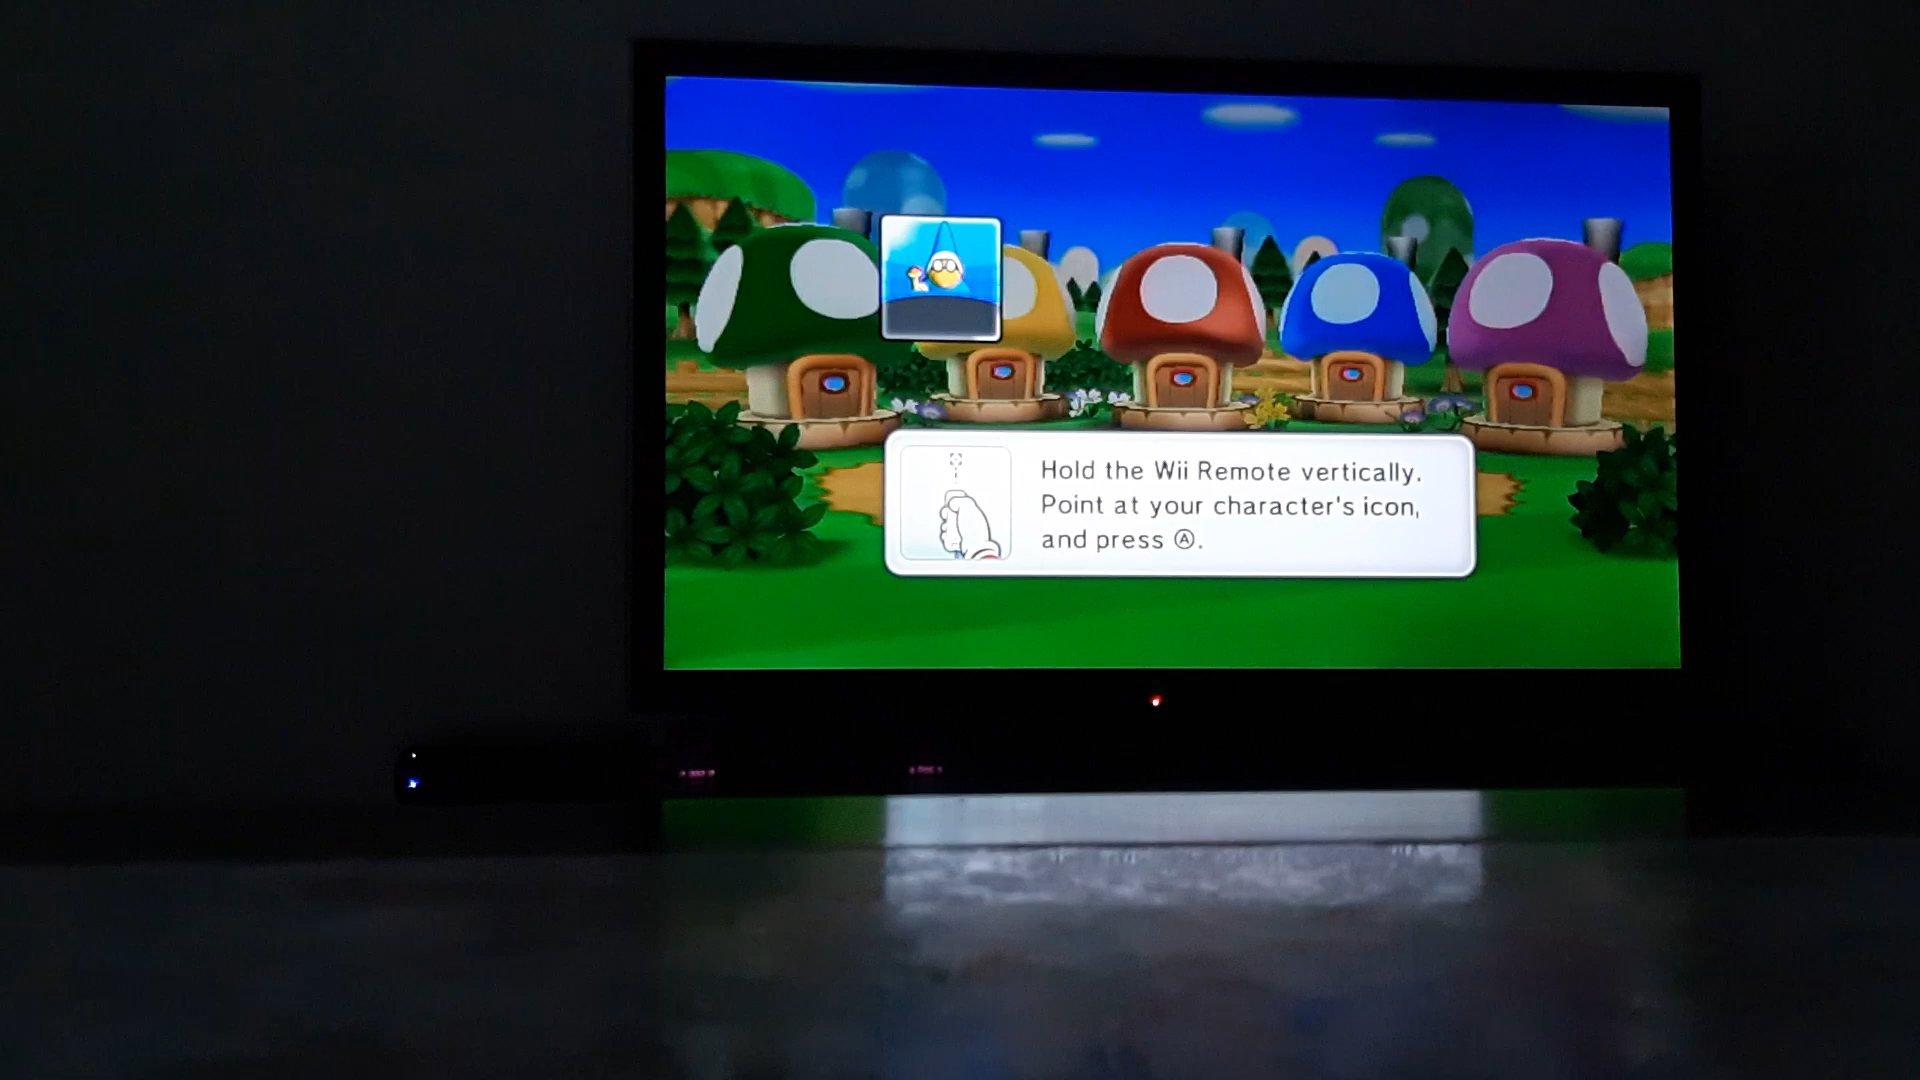 Hold the Wii Remote vertically.
Point at your character's icon,
and press Ⓐ.